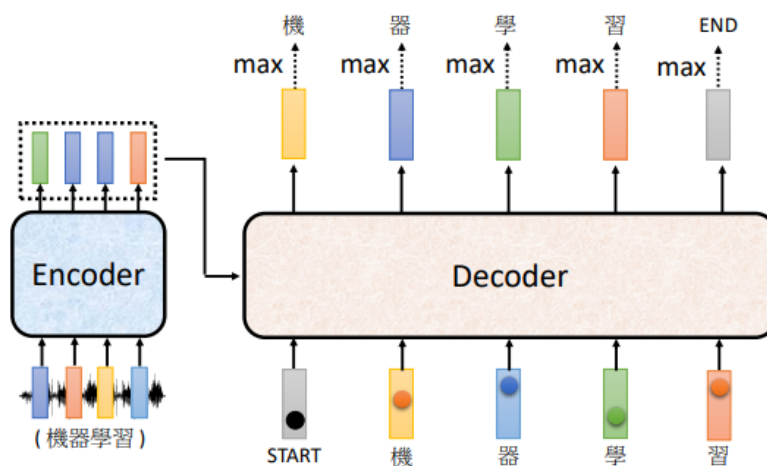 機 器 學 習 END
max max max max max
Encoder
Decoder
( 機器學習 )
START 機 器 學 習